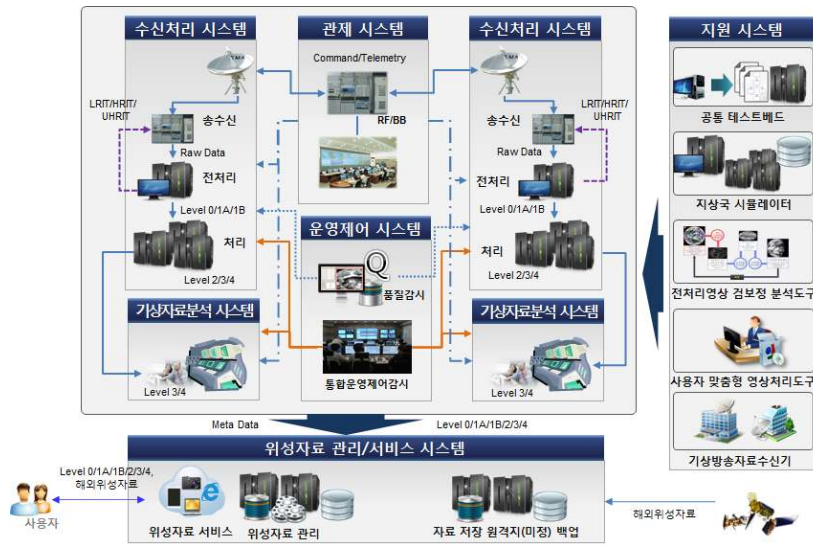 수신처리 시스템
관제 시스템
수신처리 시스템
지원 시스템
Command/Telemetry
LRIT/HRIT/
UHRIT
송수신
RF/BB
송수신
LRIT/HRIT/
UHRIT
공통 테스트베드
Raw Data
Raw Data
전처리
전처리
Level 0/1A/1B
Level 0/1A/1B
지상국 시뮬레이터
운영제어 시스템
처리
처리
Q
Level 2/3/4
Level 2/3/4
품질감시
전처리영상 검보정 분석도구
기상자료분석 시스템
기상자료분석 시스템
Level 3/4
통합운영제어감시
Level 3/4
사용자 맞춤형 영상처리도구
Meta Data
Level 0/1A/1B/2/3/4
기상방송자료수신기
위성자료 관리/서비스 시스템
Level 0/1A/1B/2/3/4,
해외위성자료
사용자
위성자료 서비스
위성자료 관리
자료 저장 원격지(미정) 백업
해외위성자료